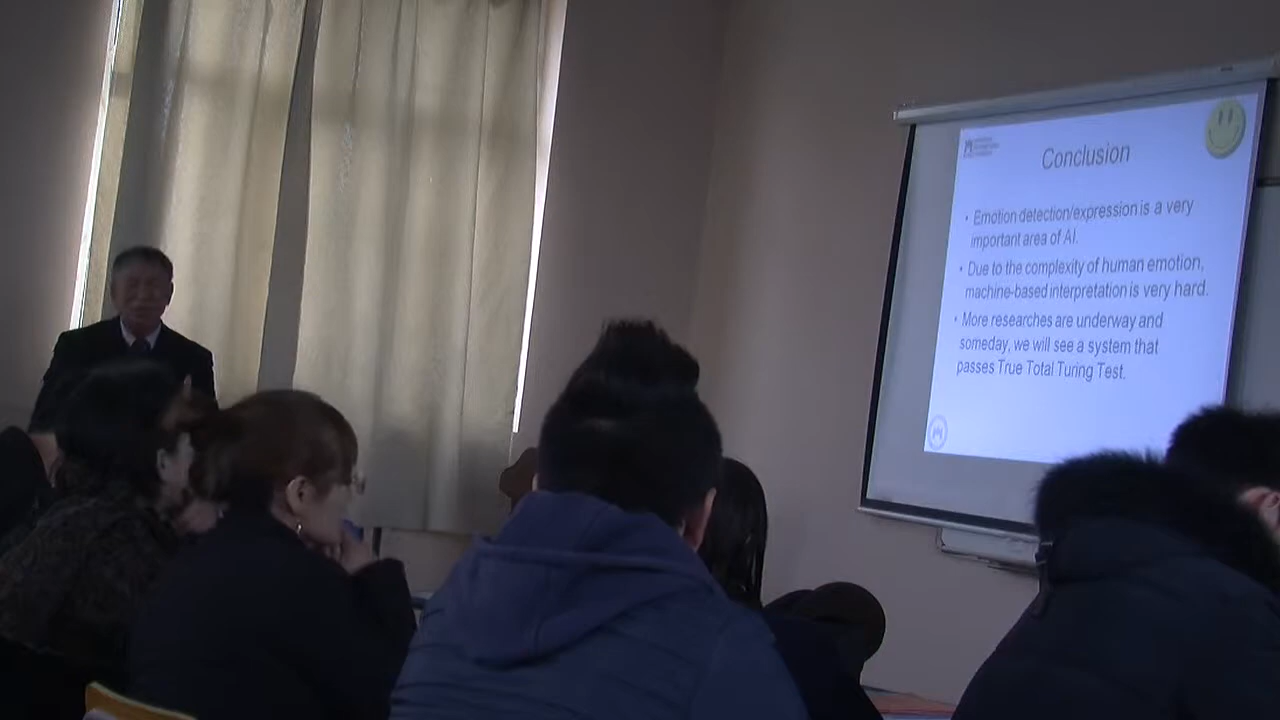 Conclusion
• Emotion detection/expression is a very
important area of AI.
• Due to the complexity of human emotion,
machine-based interpretation is very hard.
• More researches are underway and
someday, we will see a system that
passes True Total Turing Test.